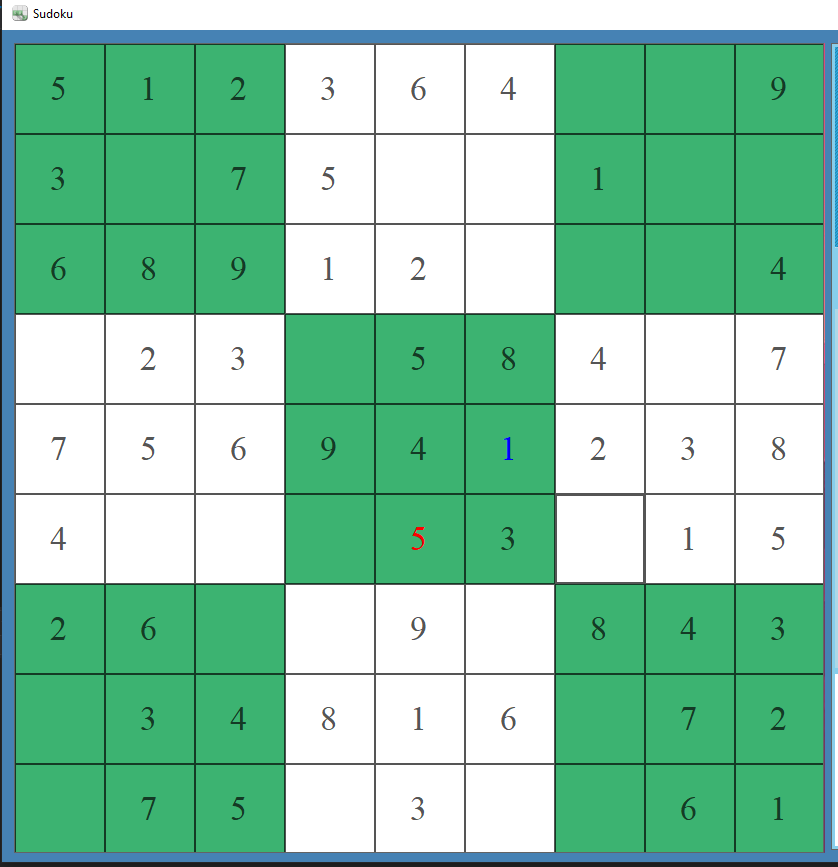 Sudoku
5 1 2 3 6 4 9
3 7 5 1
6 8 9 1 2 4
2 3 5 8 4 7
7 5 6 9 4 1 2 3 8
4 5 3 1 5
2 6 9 8 4 3
3 4 8 1 6 7 2
7 5 3 6 1